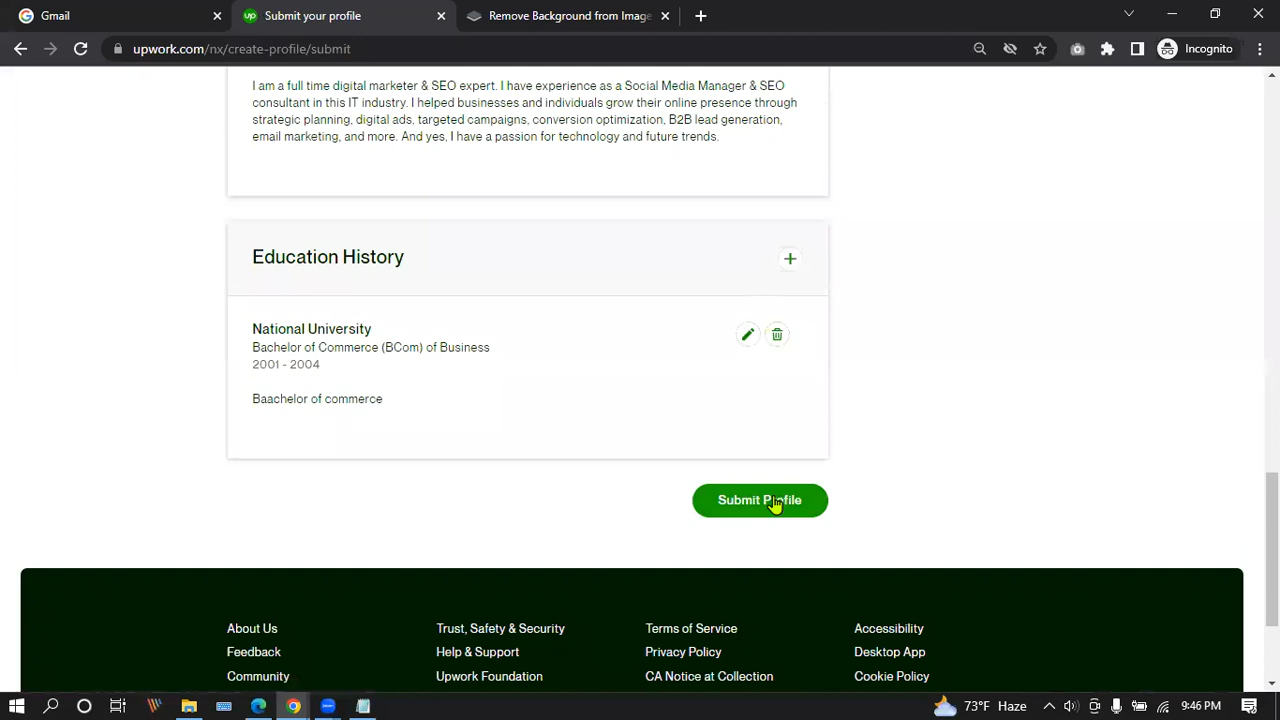 Gmail
Submit your profile
Remove Background from Image
upwork.com/nx/create-profile/submit
Incognito
I am a full time digital marketer & SEO expert. I have experience as a Social Media Manager & SEO
consultant in this IT industry. I helped businesses and individuals grow their online presence through
strategic planning, digital ads, targeted campaigns, conversion optimization, B2B lead generation,
email marketing, and more. And yes, I have a passion for technology and future trends.
Education History
National University
Bachelor of Commerce (BCom) of Business
2001 - 2004
Baachelor of commerce
Submit Profile
About Us
Trust, Safety & Security
Terms of Service
Accessibility
Feedback
Help & Support
Privacy Policy
Desktop App
Community
Upwork Foundation
CA Notice at Collection
Cookie Policy
73°F Haze
9:46 PM